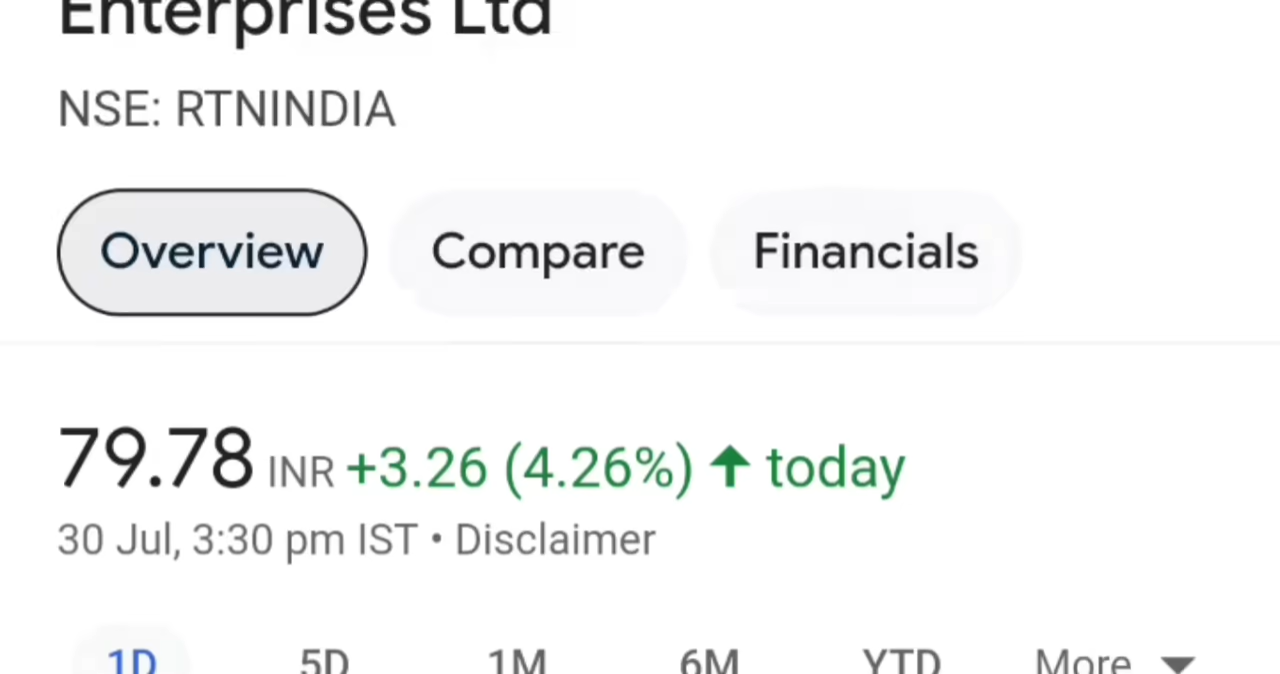 Enterprises Ltd
NSE: RTNINDIA
Overview Compare Financials
79.78 INR +3.26 (4.26%) ↑ today
30 Jul, 3:30 pm IST • Disclaimer
1D 5D 1M 6M YTD More